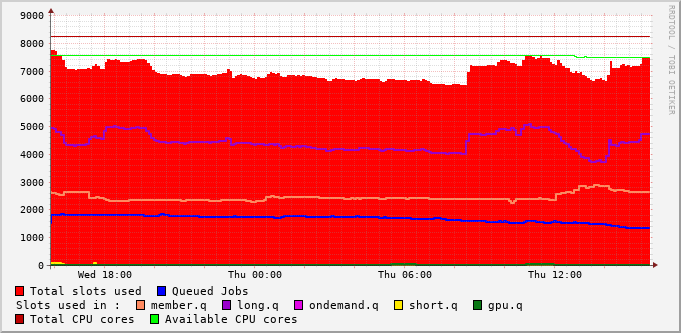 9000
8000
7000
6000
5000
4000
3000
2000
1000
0
Wed 18:00 Thu 00:00 Thu 06:00 Thu 12:00
RRDTOOL / TOBI OETIKER
Total slots used Queued Jobs
Slots used in : member.q long.q ondemand.q short.q gpu.q
Total CPU cores Available CPU cores